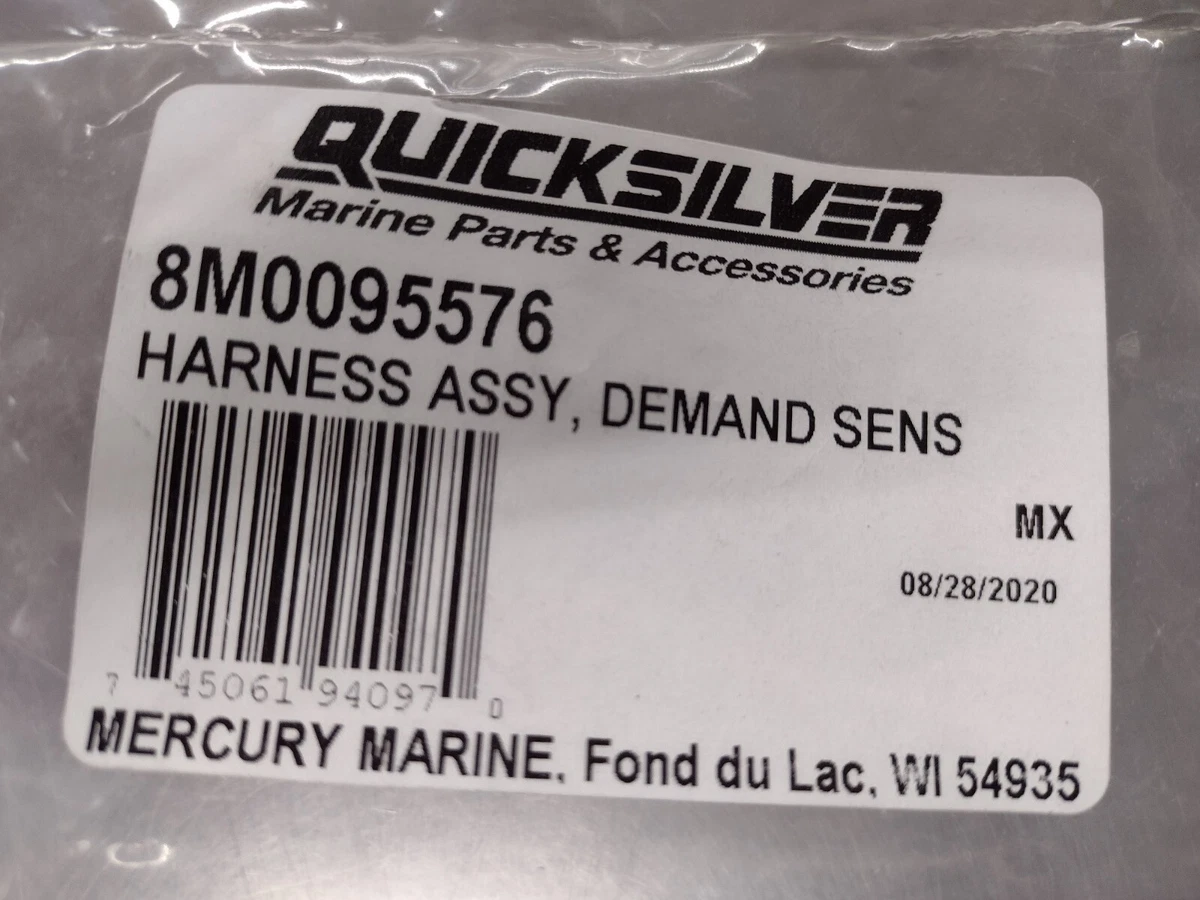 QUICKSILVER
Marine Parts & Accessories
8M0095576
HARNESS ASSY, DEMAND SENS
MX
08/28/2020
7 45061 94097 0
MERCURY MARINE, Fond du Lac, WI 54935